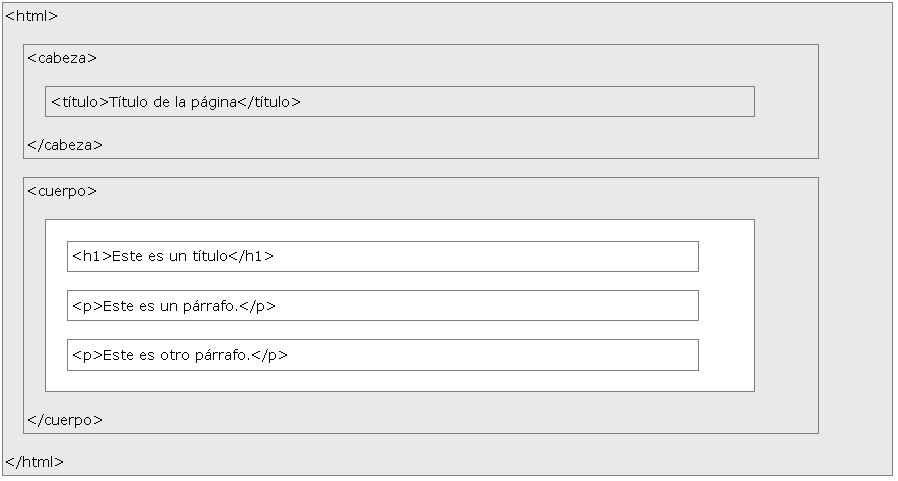 <html>
<cabeza>
<título>Título de la página</título>
</cabeza>
<cuerpo>
<h1>Este es un título</h1>
<p>Este es un párrafo.</p>
<p>Este es otro párrafo.</p>
</cuerpo>
</html>